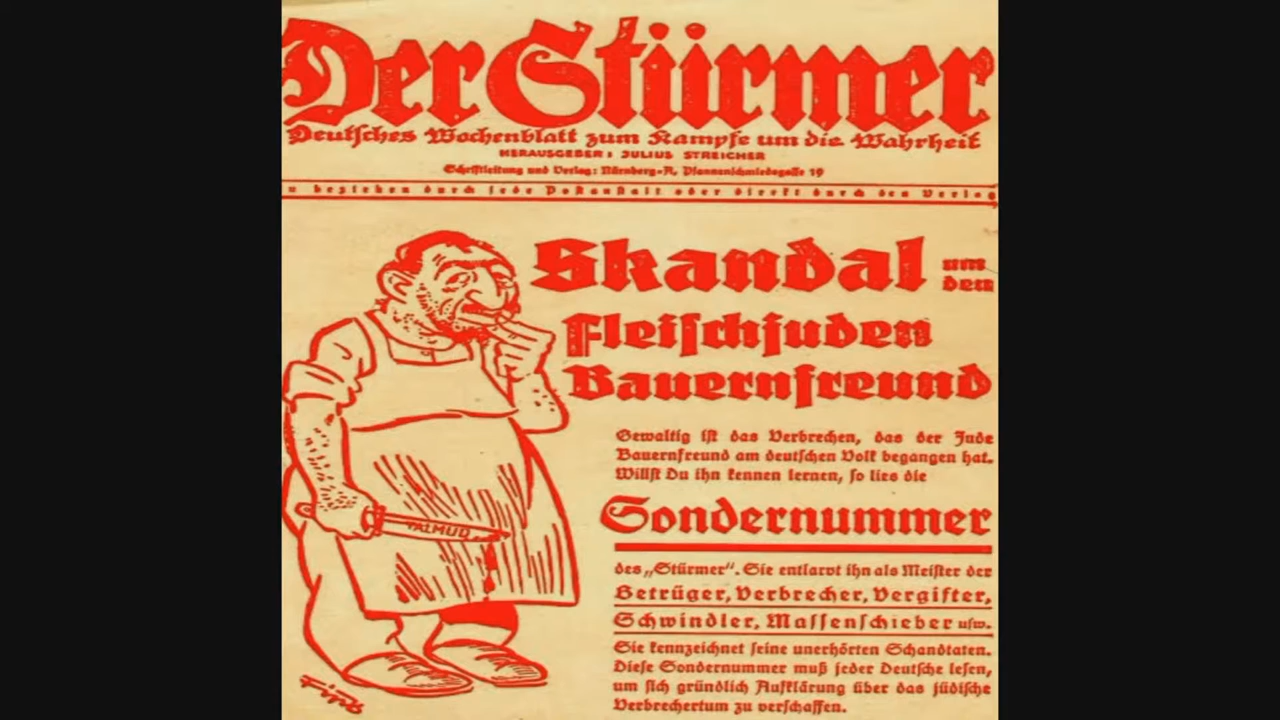 Der Stürmer
Deutsches Wochenblatt zum Kampfe um die Wahrheit
HERAUSGEBER: JULIUS STREICHER
Schriftleitung und Verlag: Nürnberg-A, Pfannenschmiedsgasse 19
u beziehen durch jede Postanstalt oder direkt durch den Verlag
Skandal um den
Fleischjuden
Bauernfreund
Gewaltig ist das Verbrechen, das der Jude
Bauernfreund am deutschen Volk begangen hat.
Willst Du ihn kennen lernen, so lies die
Sondernummer
des „Stürmer“. Sie entlarvt ihn als Meister der
Betrüger, Verbrecher, Vergifter,
Schwindler, Massenschieber usw.
Sie kennzeichnet seine unerhörten Schandtaten.
Diese Sondernummer muß jeder Deutsche lesen,
um sich gründlich Aufklärung über das jüdische
Verbrechertum zu verschaffen.
TALMUD
Fips